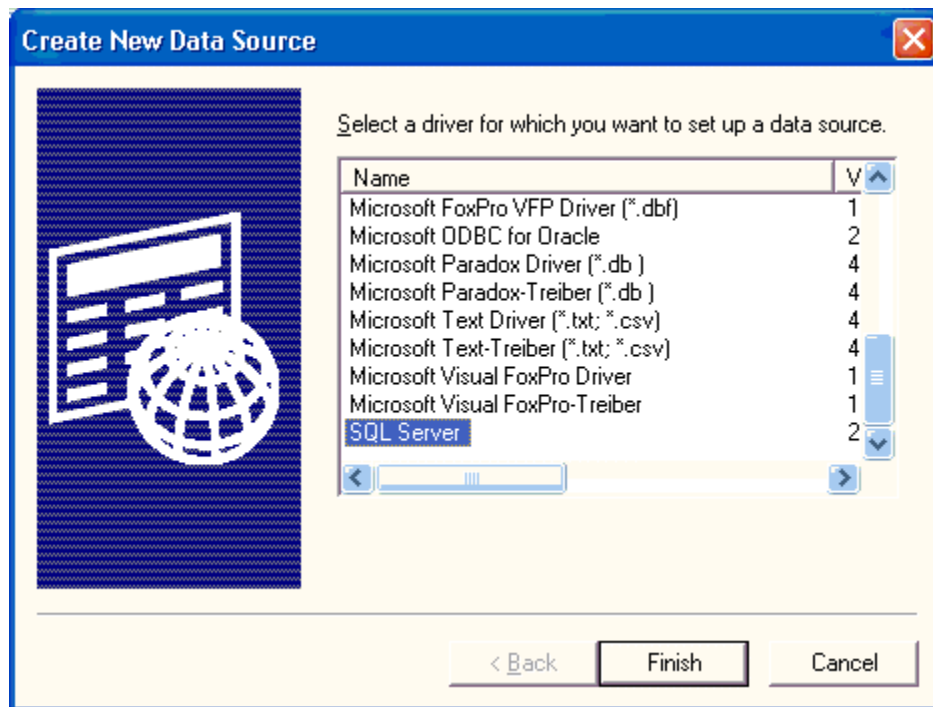 Create New Data Source
Select a driver for which you want to set up a data source.
Name V
Microsoft FoxPro VFP Driver (*.dbf) 1
Microsoft ODBC for Oracle 2
Microsoft Paradox Driver (*.db ) 4
Microsoft Paradox-Treiber (*.db ) 4
Microsoft Text Driver (*.txt; *.csv) 4
Microsoft Text-Treiber (*.txt; *.csv) 4
Microsoft Visual FoxPro Driver 1
Microsoft Visual FoxPro-Treiber 1
SQL Server 2
< Back Finish Cancel